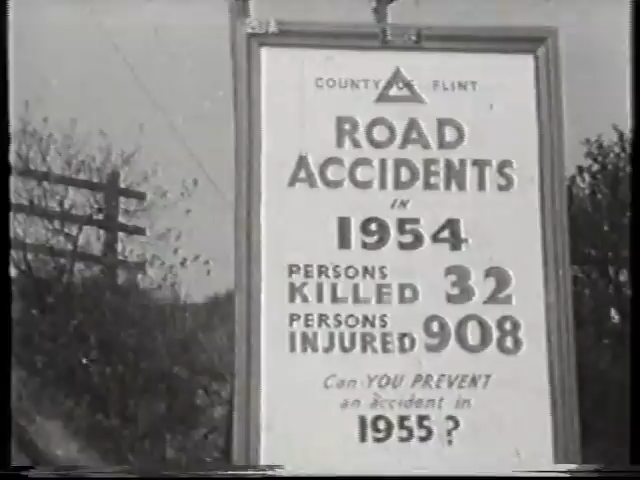 COUNTY OF FLINT
ROAD
ACCIDENTS
IN
1954
PERSONS
KILLED 32
PERSONS
INJURED 908
Can YOU PREVENT
an accident in
1955?